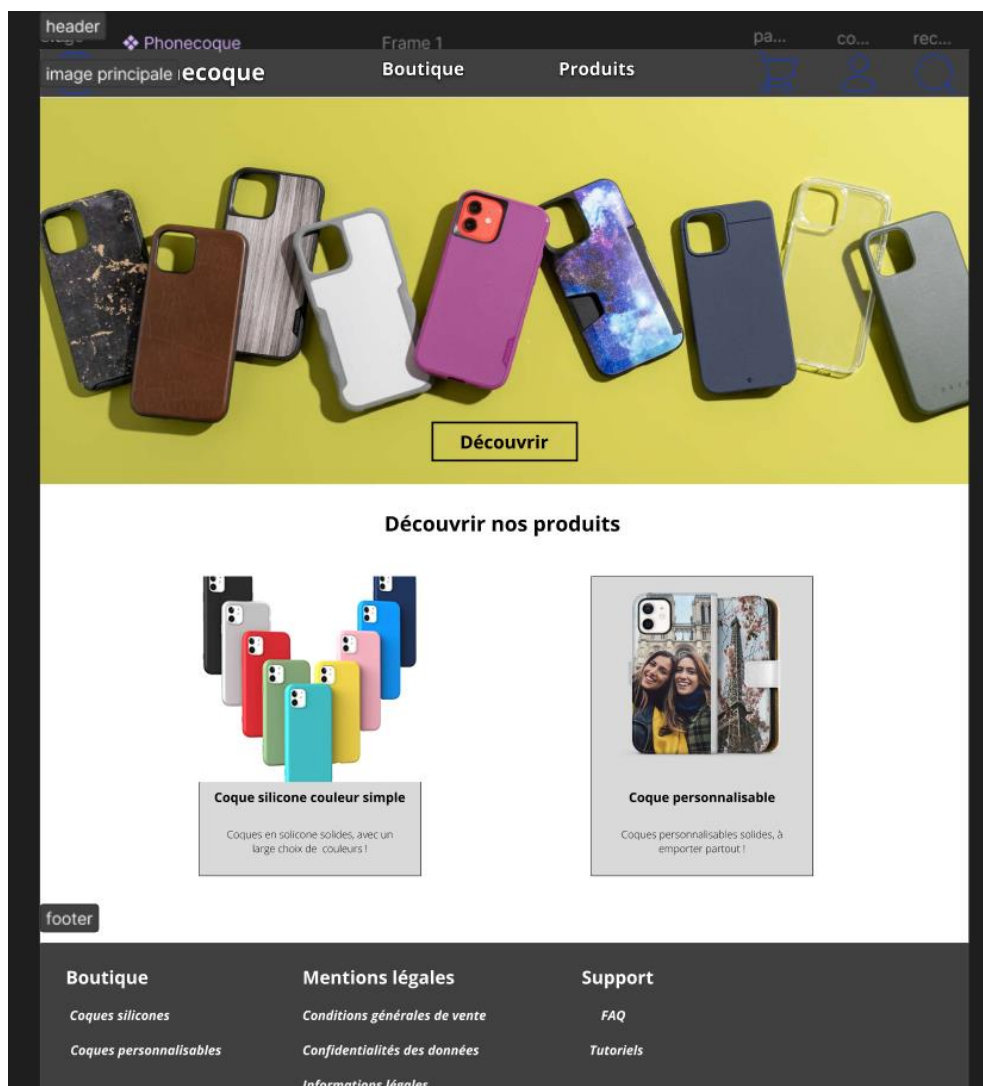 header
Phonecoque
Frame 1
pa...
co...
rec...
image principale
ecoque
Boutique
Produits
Découvrir
Découvrir nos produits
Coque silicone couleur simple
Coques en solicone solides, avec un
large choix de couleurs !
Coque personnalisable
Coques personnalisables solides, à
emporter partout !
footer
Boutique
Mentions légales
Support
Coques silicones
Conditions générales de vente
FAQ
Coques personnalisables
Confidentialités des données
Tutoriels
Informations légales